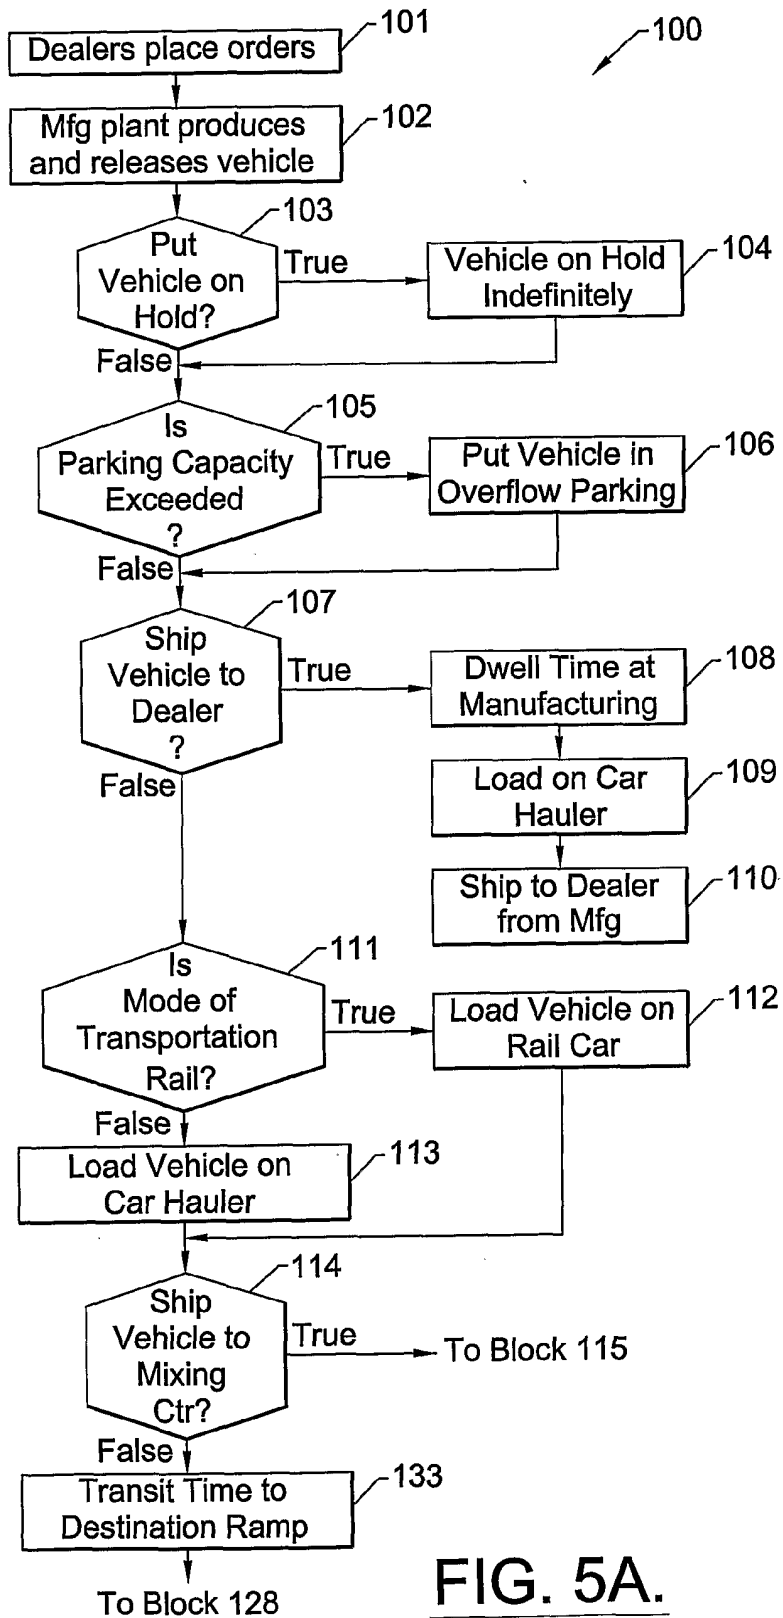 100
Dealers place orders
101
Mfg plant produces
and releases vehicle
102
Put
Vehicle on
Hold?
103
True
Vehicle on Hold
Indefinitely
104
False
Is
Parking Capacity
Exceeded
?
105
True
Put Vehicle in
Overflow Parking
106
False
Ship
Vehicle to
Dealer
?
107
True
Dwell Time at
Manufacturing
108
Load on Car
Hauler
109
Ship to Dealer
from Mfg
110
False
Is
Mode of
Transportation
Rail?
111
True
Load Vehicle on
Rail Car
112
False
Load Vehicle on
Car Hauler
113
Ship
Vehicle to
Mixing
Ctr?
114
True
To Block 115
False
Transit Time to
Destination Ramp
133
To Block 128
FIG. 5A.